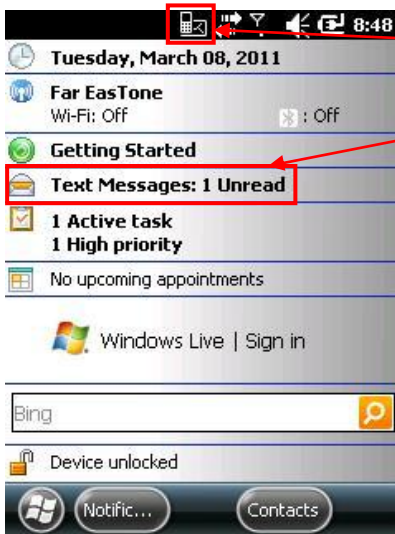 8:48
Tuesday, March 08, 2011
Far EasTone
Wi-Fi: Off : Off
Getting Started
Text Messages: 1 Unread
1 Active task
1 High priority
No upcoming appointments
Windows Live | Sign in
Bing
Device unlocked
Notific... Contacts